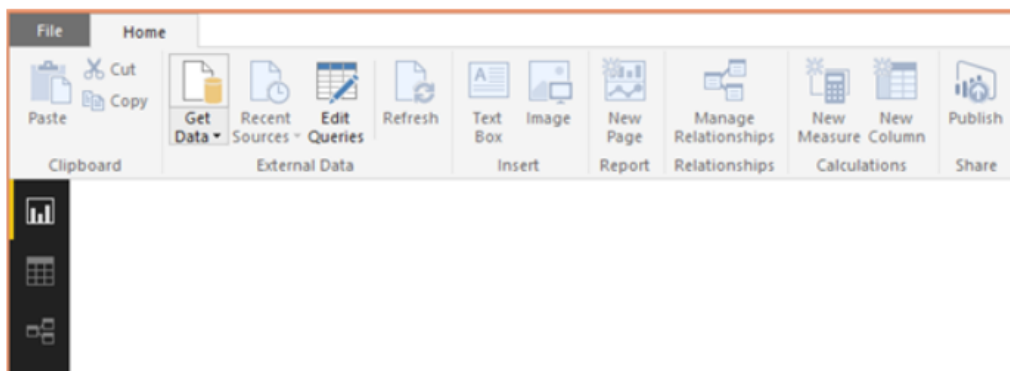 File Home
Paste
Cut
Copy
Clipboard
Get
Data
Recent
Sources
Edit
Queries
Refresh
External Data
Text
Box
Image
Insert
New
Page
Report
Manage
Relationships
Relationships
New
Measure
New
Column
Calculations
Publish
Share